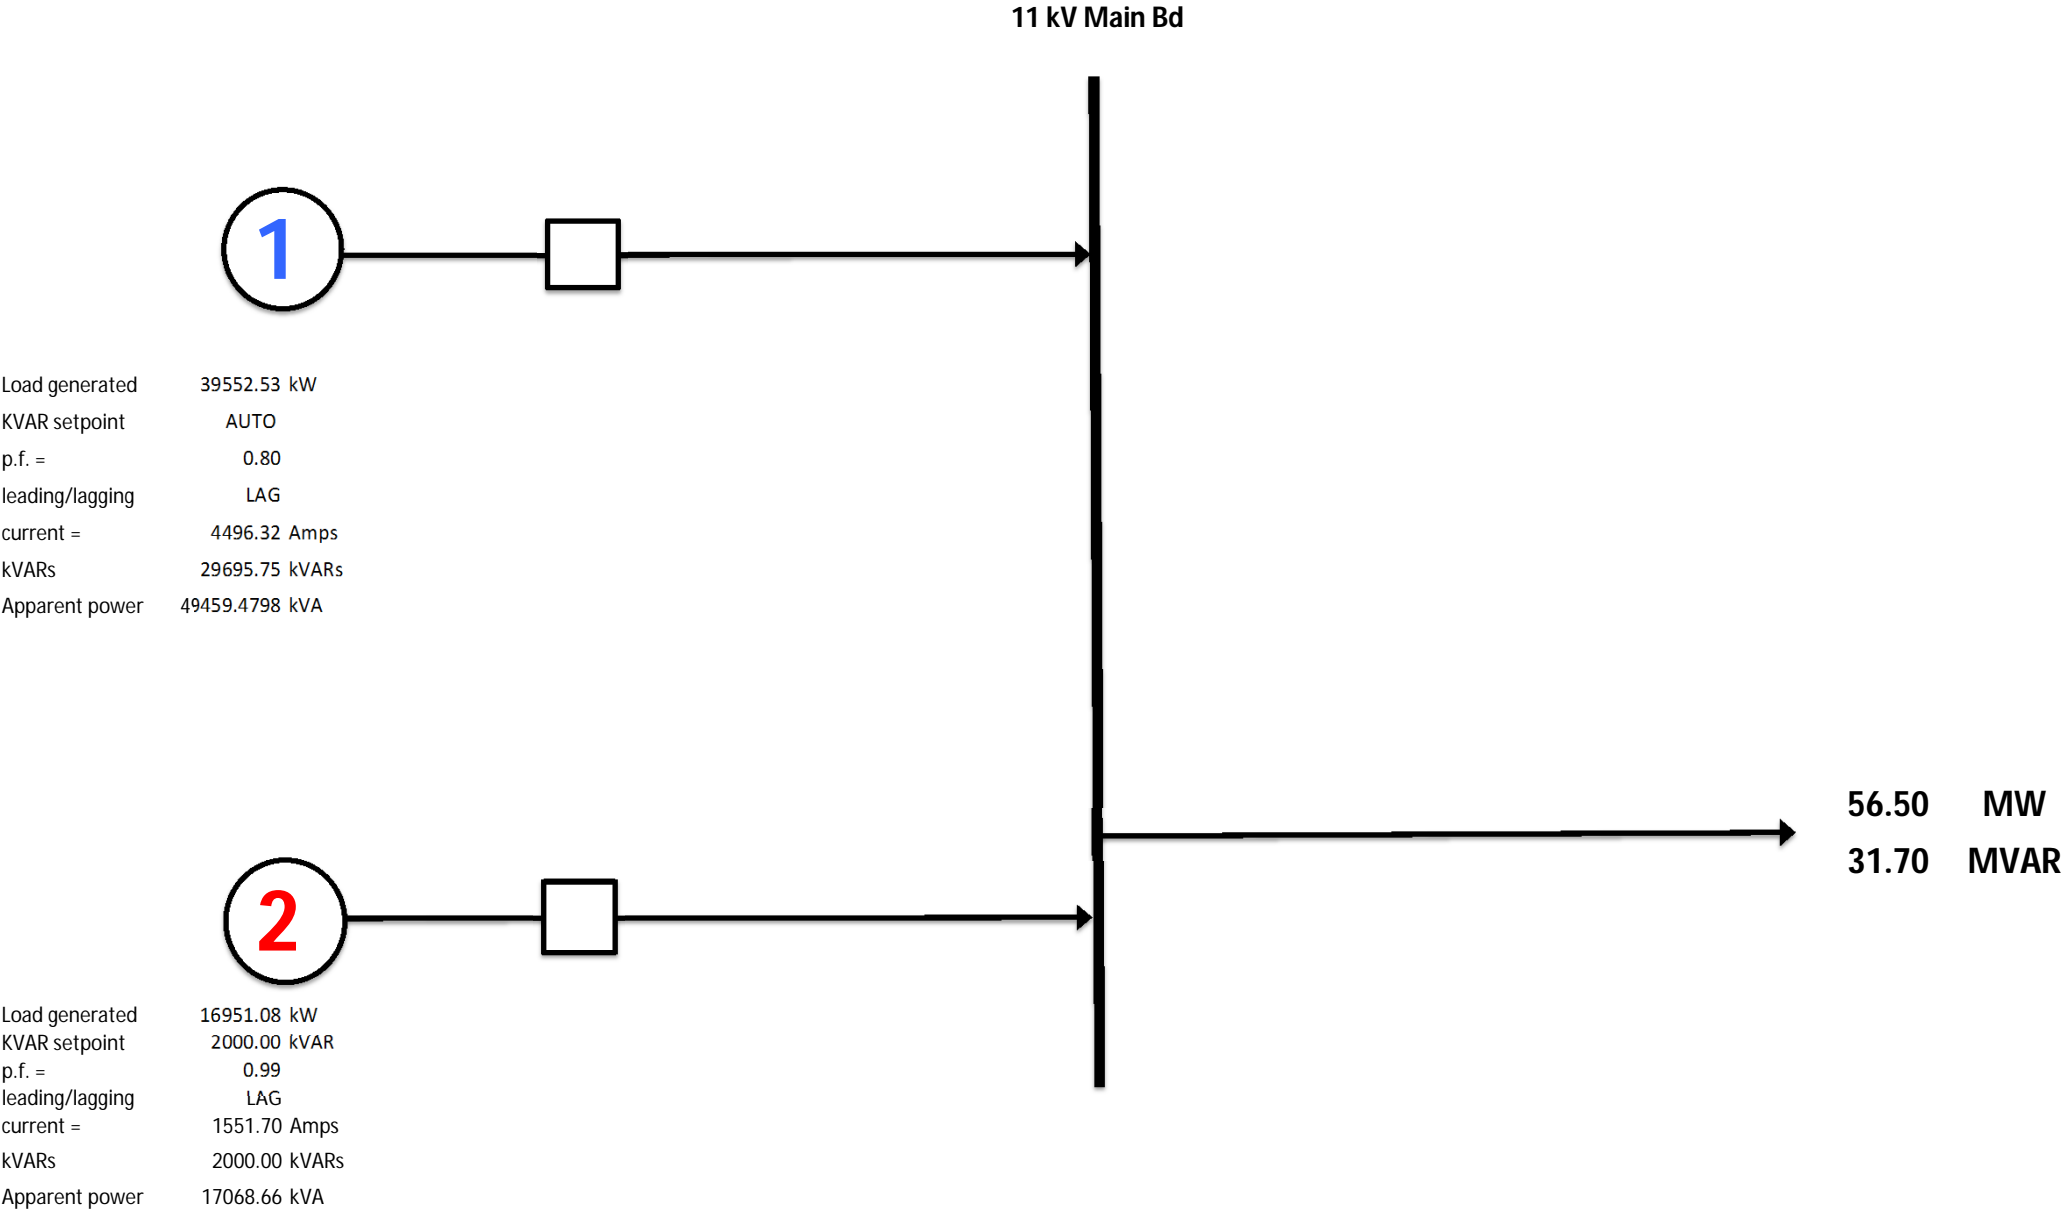 11 kV Main Bd
1
Load generated 39552.53 kW
KVAR setpoint AUTO
p.f. = 0.80
leading/lagging LAG
current = 4496.32 Amps
kVARs 29695.75 kVARs
Apparent power 49459.4798 kVA
56.50 MW
31.70 MVAR
2
Load generated 16951.08 kW
KVAR setpoint 2000.00 kVAR
p.f. = 0.99
leading/lagging LAG
current = 1551.70 Amps
kVARs 2000.00 kVARs
Apparent power 17068.66 kVA